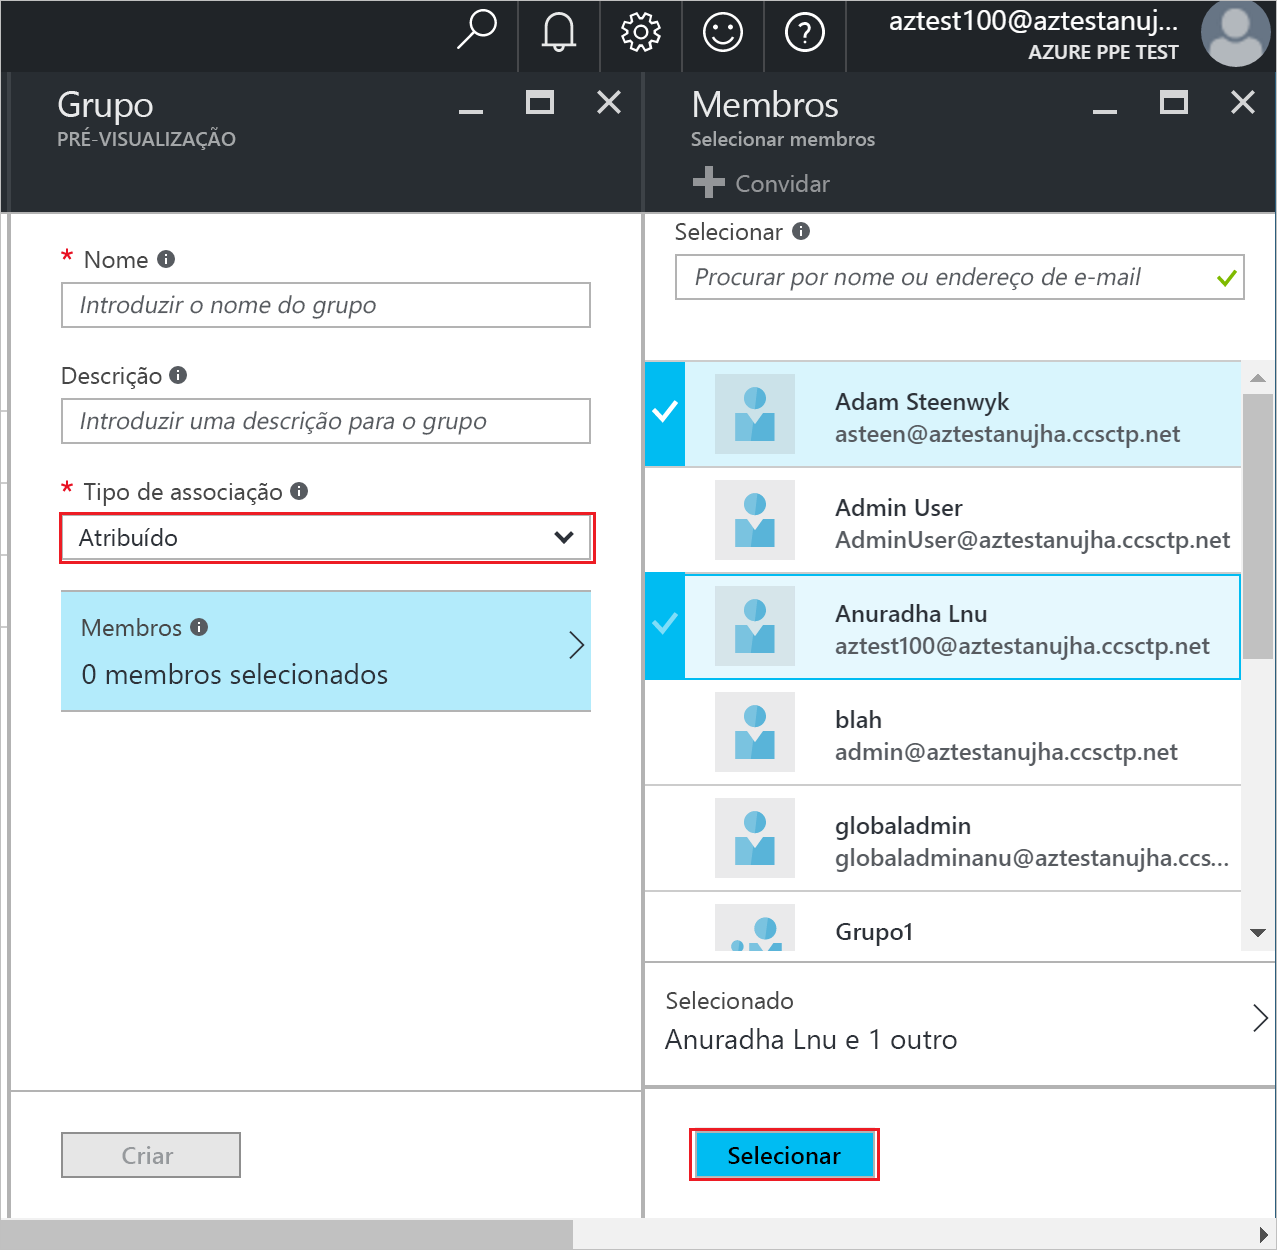 aztest100@aztestanuj...
AZURE PPE TEST
Grupo
PRÉ-VISUALIZAÇÃO
* Nome
Introduzir o nome do grupo
Descrição
Introduzir uma descrição para o grupo
* Tipo de associação
Atribuído
Membros
0 membros selecionados
Criar
Membros
Selecionar membros
Convidar
Selecionar
Procurar por nome ou endereço de e-mail
Adam Steenwyk
asteen@aztestanujha.ccsctp.net
Admin User
AdminUser@aztestanujha.ccsctp.net
Anuradha Lnu
aztest100@aztestanujha.ccsctp.net
blah
admin@aztestanujha.ccsctp.net
globaladmin
globaladminanu@aztestanujha.ccs...
Grupo1
Selecionado
Anuradha Lnu e 1 outro
Selecionar